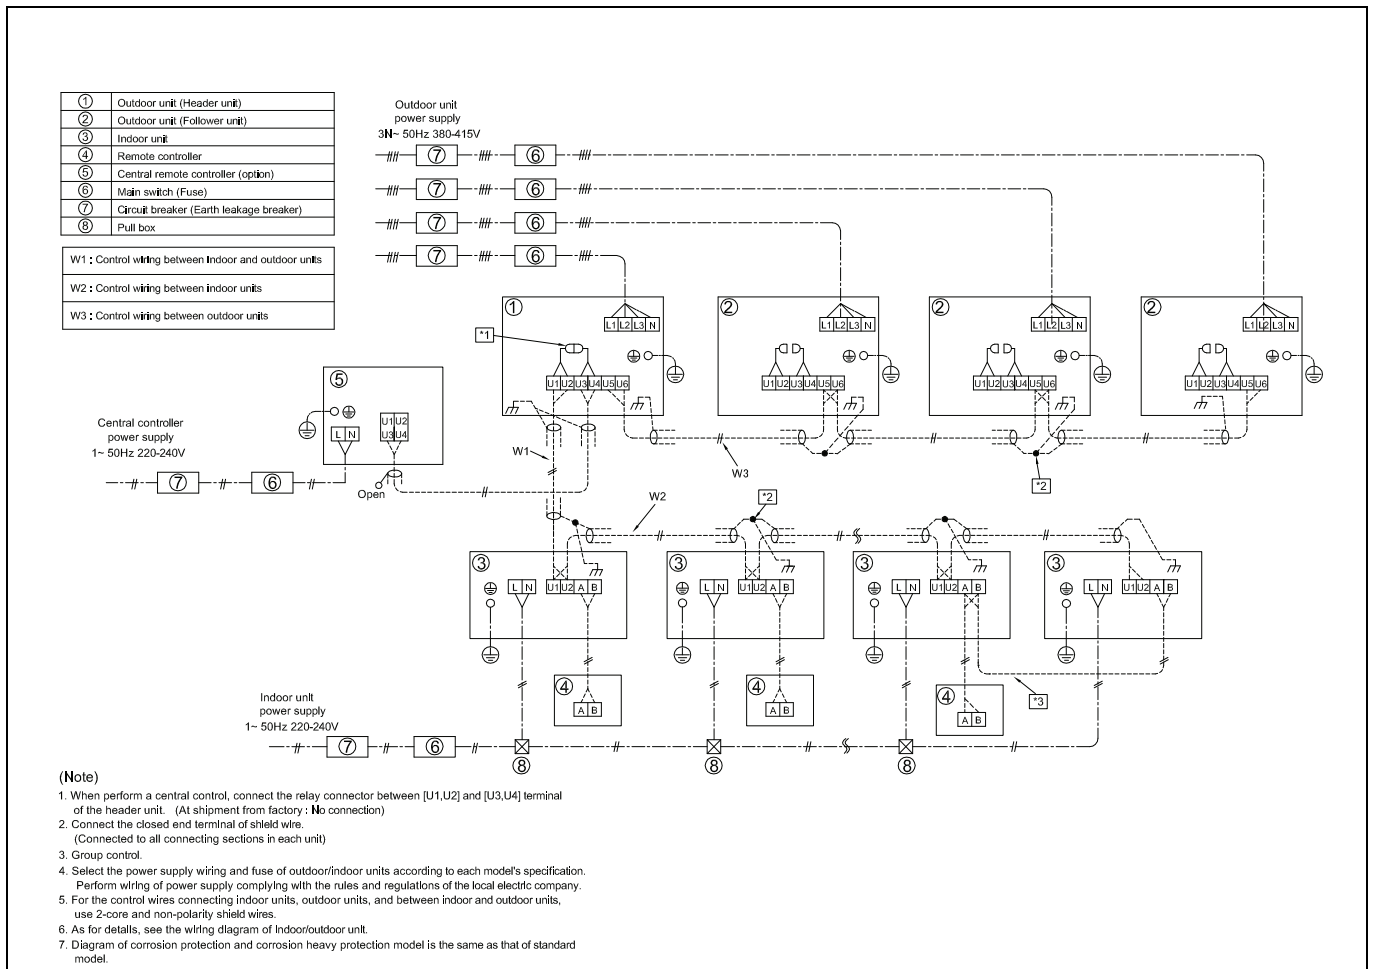 ① Outdoor unit (Header unit)
② Outdoor unit (Follower unit)
③ Indoor unit
④ Remote controller
⑤ Central remote controller (option)
⑥ Main switch (Fuse)
⑦ Circuit breaker (Earth leakage breaker)
⑧ Pull box
W1 : Control wiring between indoor and outdoor units
W2 : Control wiring between indoor units
W3 : Control wiring between outdoor units
Outdoor unit
power supply
3N~ 50Hz 380-415V
⑦ ⑥
⑦ ⑥
⑦ ⑥
⑦ ⑥
① ② ② ②
L1 L2 L3 N L1 L2 L3 N L1 L2 L3 N L1 L2 L3 N
*1
U1 U2 U3 U4 U5 U6 U1 U2 U3 U4 U5 U6 U1 U2 U3 U4 U5 U6 U1 U2 U3 U4 U5 U6
⑤
U1 U2
L N U3 U4
Central controller
power supply
1~ 50Hz 220-240V
⑦ ⑥
Open
W1
W3
*2
W2
*2
③ ③ ③ ③
L N U1 U2 A B L N U1 U2 A B L N U1 U2 A B L N U1 U2 A B
④ ④ ④
A B A B A B
*3
Indoor unit
power supply
1~ 50Hz 220-240V
⑦ ⑥
⑧ ⑧ ⑧
(Note)
1. When perform a central control, connect the relay connector between [U1,U2] and [U3,U4] terminal
of the header unit. (At shipment from factory : No connection)
2. Connect the closed end terminal of shield wire.
(Connected to all connecting sections in each unit)
3. Group control.
4. Select the power supply wiring and fuse of outdoor/indoor units according to each model's specification.
Perform wiring of power supply complying with the rules and regulations of the local electric company.
5. For the control wires connecting indoor units, outdoor units, and between indoor and outdoor units,
use 2-core and non-polarity shield wires.
6. As for details, see the wiring diagram of indoor/outdoor unit.
7. Diagram of corrosion protection and corrosion heavy protection model is the same as that of standard
model.